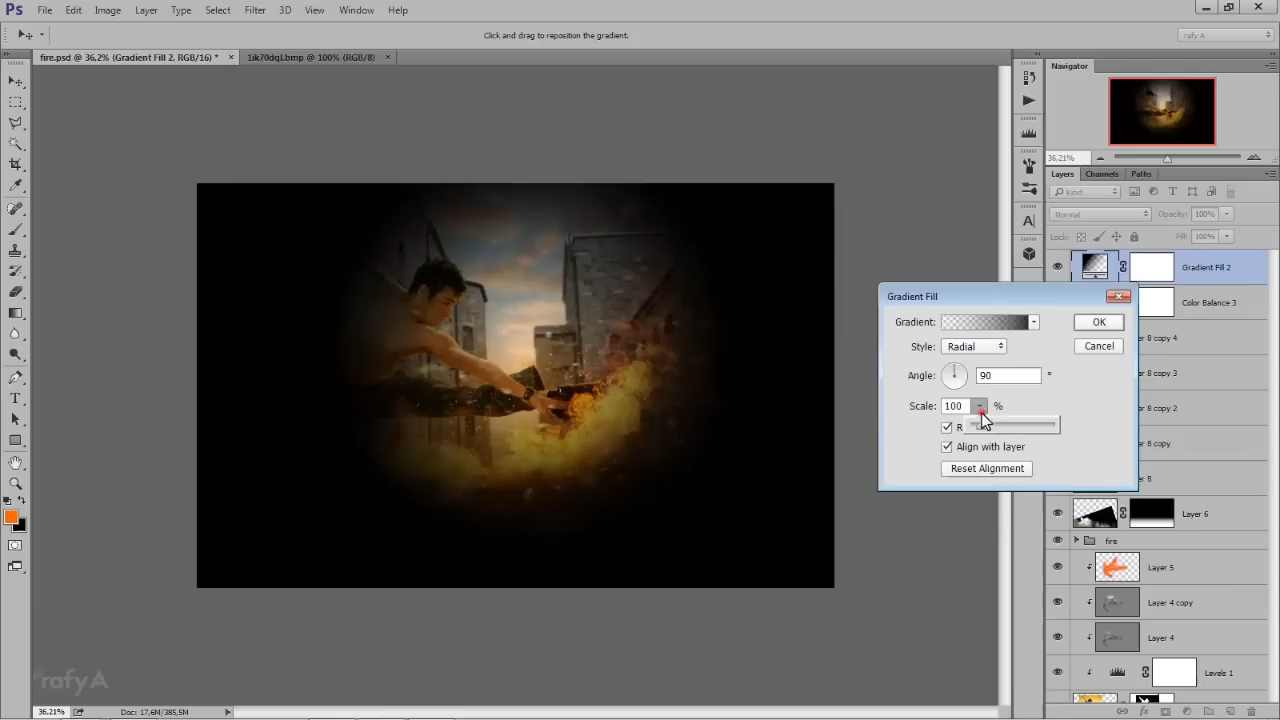 Ps File Edit Image Layer Type Select Filter 3D View Window Help
Click and drag to reposition the gradient.
rafy A
fire.psd @ 36,2% (Gradient Fill 2, RGB/16) * ×
1ik70dql.bmp @ 100% (RGB/8) ×
Navigator
36,21%
Layers Channels Paths
Kind
Normal Opacity: 100%
Lock: Fill: 100%
Gradient Fill 2
Color Balance 3
8 copy 4
8 copy 3
8 copy 2
8 copy
8
Gradient Fill
Gradient: OK
Style: Radial Cancel
Angle: 90 °
Scale: 100 %
R
Align with layer
Reset Alignment
Layer 6
fire
Layer 5
Layer 4 copy
Layer 4
Levels 1
rafyA
36,21% Doc: 17,6M/385,5M